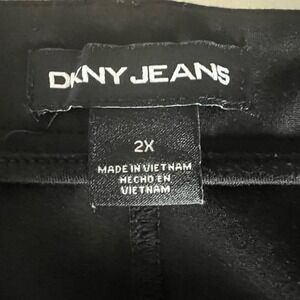 DKNY JEANS
2X
MADE IN VIETNAM
HECHO EN
VIETNAM